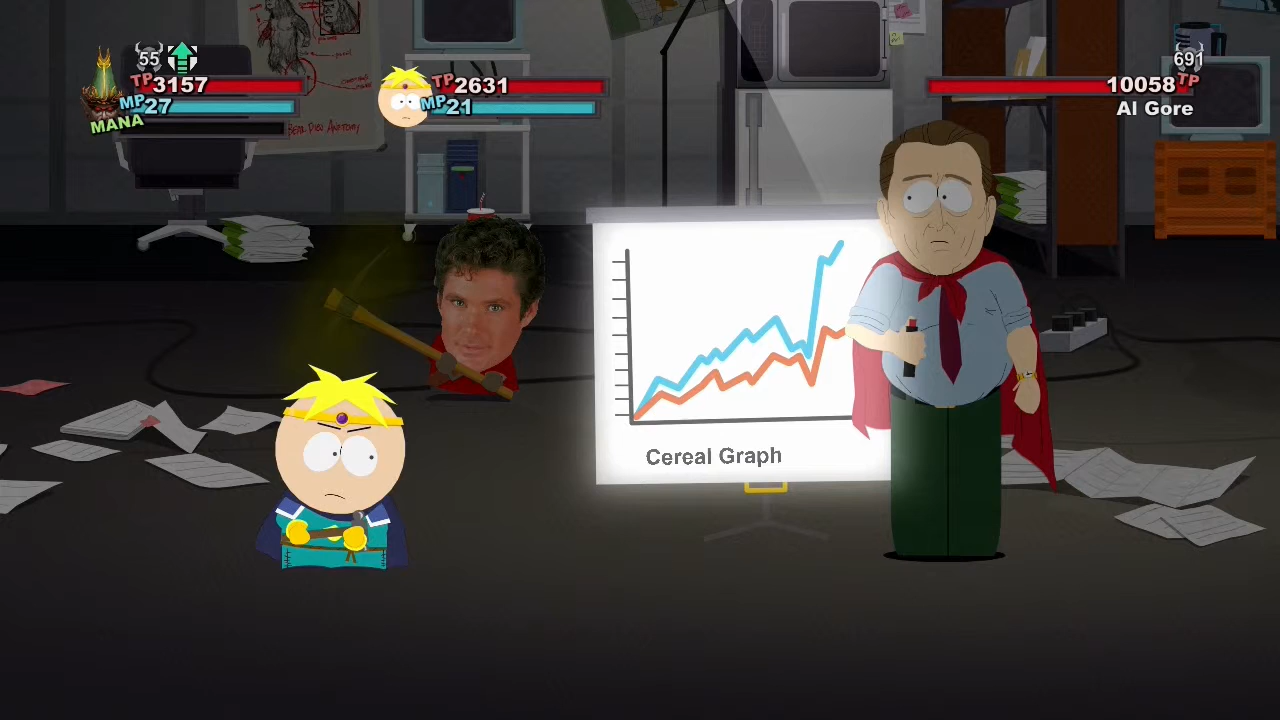 55
TP 3157
MP 27
MANA
TP 2631
MP 21
691
10058 TP
Al Gore
Cereal Graph